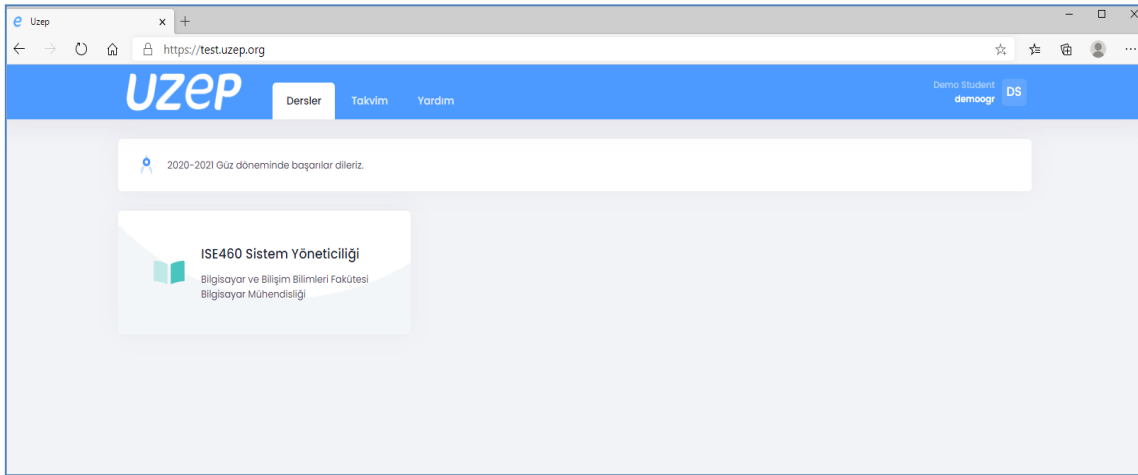 Uzep
https://test.uzep.org
uzep
Dersler
Takvim
Yardım
Demo Student
demoogr
DS
2020-2021 Güz döneminde başarılar dileriz.
ISE460 Sistem Yöneticiliği
Bilgisayar ve Bilişim Bilimleri Fakütesi
Bilgisayar Mühendisliği